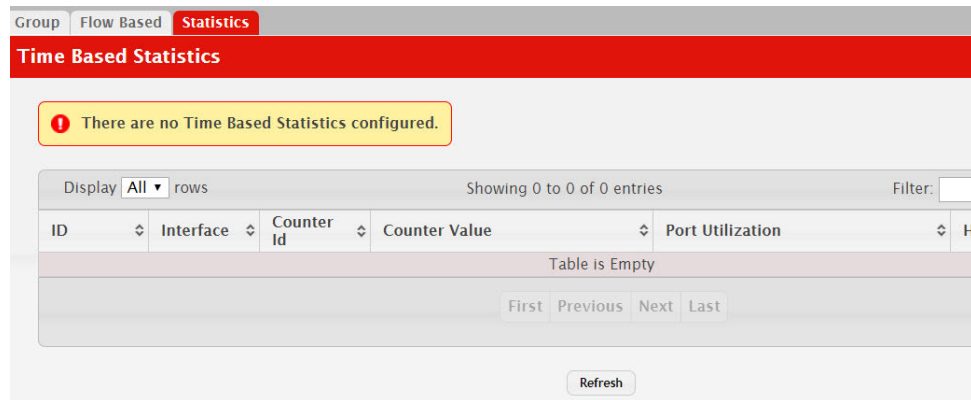 Group Flow Based Statistics
Time Based Statistics
There are no Time Based Statistics configured.
Display All rows Showing 0 to 0 of 0 entries Filter:
ID Interface Counter Id Counter Value Port Utilization H
Table is Empty
First Previous Next Last
Refresh